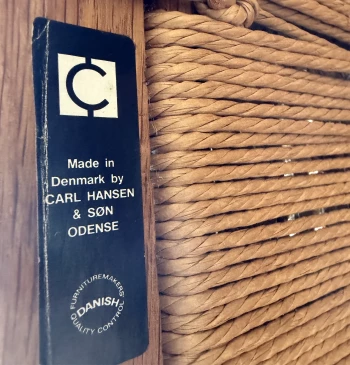 Made in
Denmark by
CARL HANSEN
& SØN
ODENSE
FURNITUREMAKERS
DANISH
QUALITY CONTROL